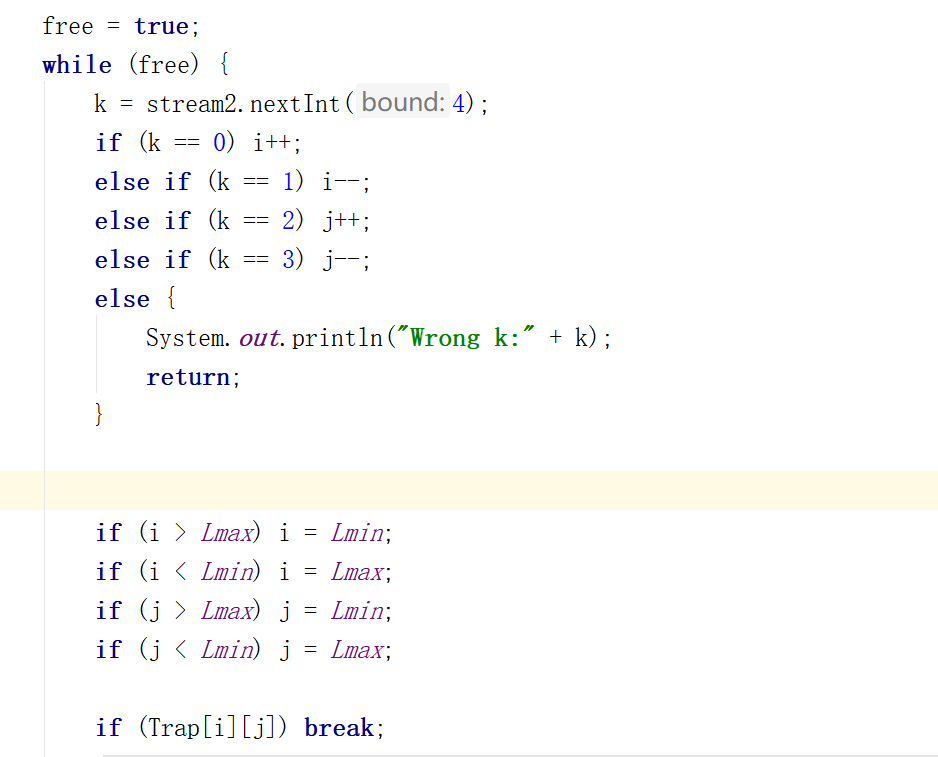 free = true;
while (free) {
k = stream2.nextInt( bound: 4);
if (k == 0) i++;
else if (k == 1) i--;
else if (k == 2) j++;
else if (k == 3) j--;
else {
System.out.println("Wrong k:" + k);
return;
}
if (i > Lmax) i = Lmin;
if (i < Lmin) i = Lmax;
if (j > Lmax) j = Lmin;
if (j < Lmin) j = Lmax;
if (Trap[i][j]) break;